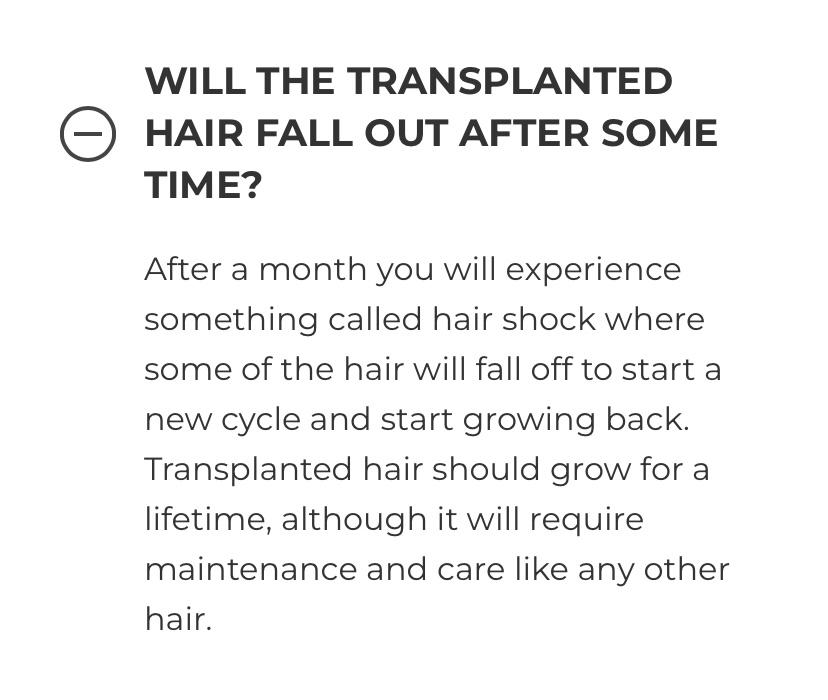 WILL THE TRANSPLANTED
HAIR FALL OUT AFTER SOME
TIME?
After a month you will experience
something called hair shock where
some of the hair will fall off to start a
new cycle and start growing back.
Transplanted hair should grow for a
lifetime, although it will require
maintenance and care like any other
hair.